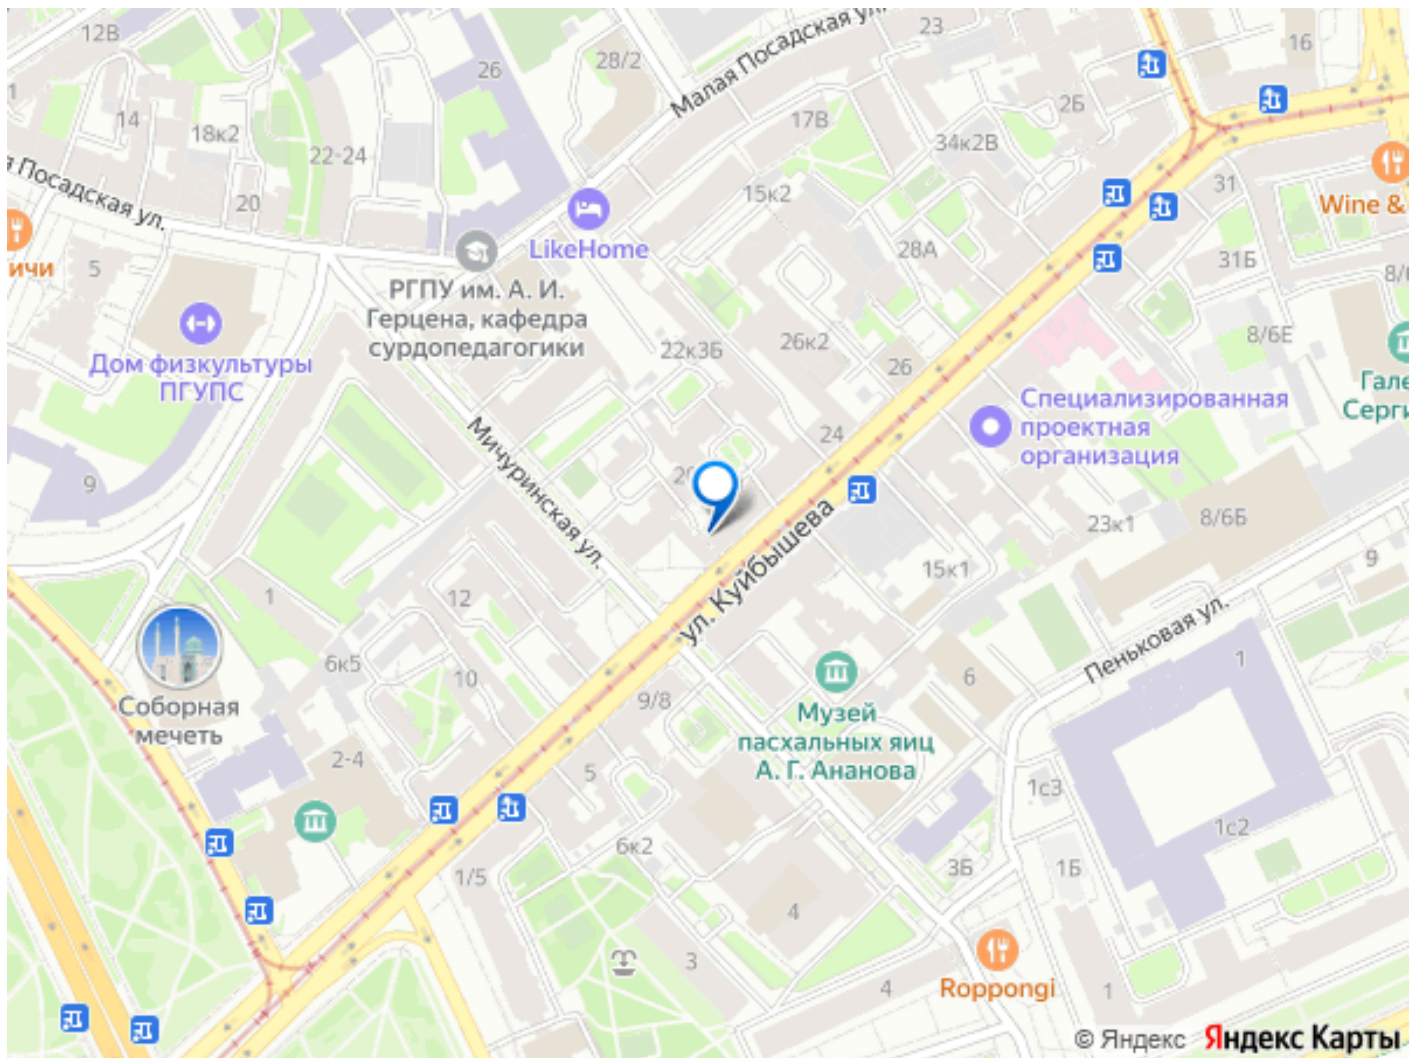 12В
26
28/2
Малая Посадская ул.
23
16
14
18к2
22-24
17В
2Б
34к2В
я Посадская ул.
20
15к2
31
Wine &
LikeHome
28А
31Б
ичи
5
РГПУ им. А. И.
Герцена, кафедра
сурдопедагогики
8/6Е
Дом физкультуры
ПГУПС
22к3Б
26к2
26
Гале
Серги
Специализированная
проектная
организация
24
Мичуринская ул.
9
23к1
8/6Б
ул. Куйбышева
15к1
9
1
12
Пеньковая ул.
1
6к5
10
9/8
6
Соборная
мечеть
Музей
пасхальных яиц
А. Г. Ананова
2-4
5
1с3
1с2
6к2
1/5
3Б
1Б
4
3
4
Roppongi
1
© Яндекс Яндекс Карты